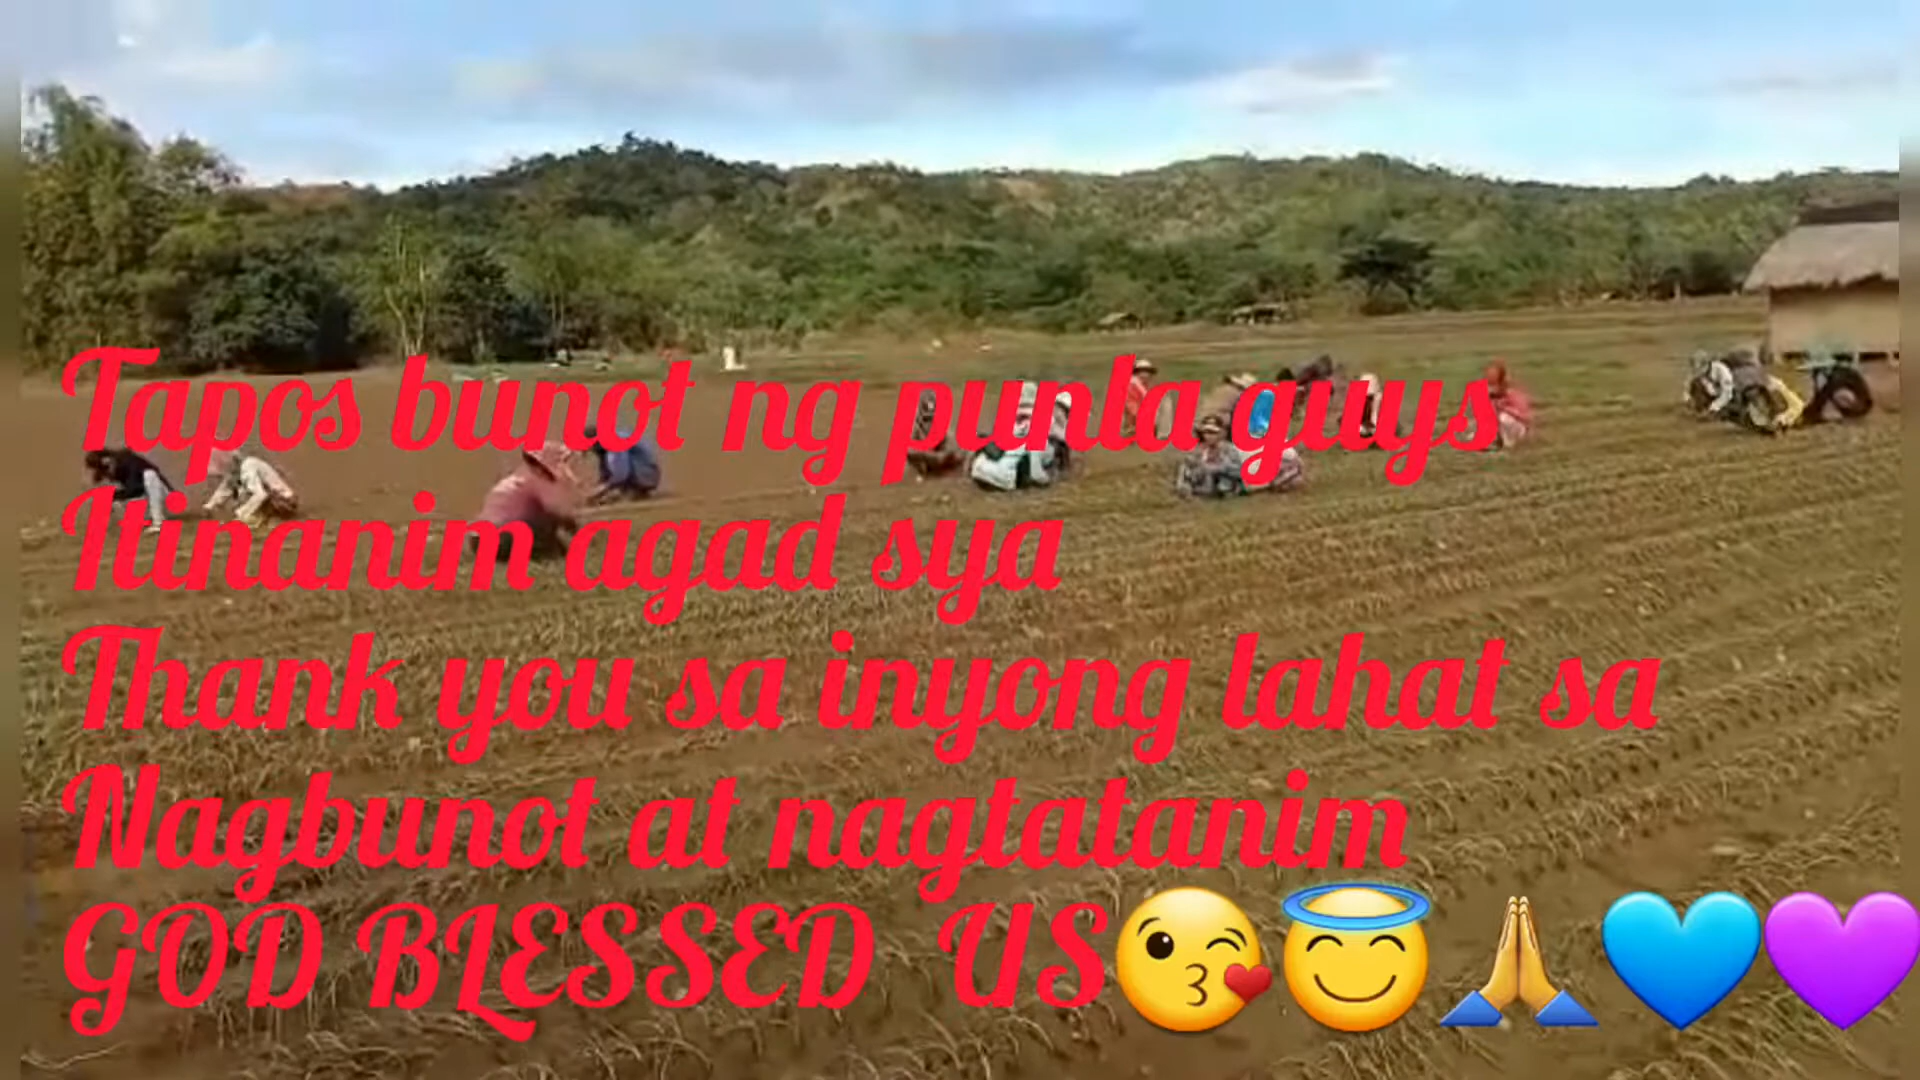 Tapos bunot ng punla guys
Itinanim agad sya
Thank you sa inyong lahat sa
Nagbunot at nagtatanim
GOD BLESSED US😘😇🙏💙💜